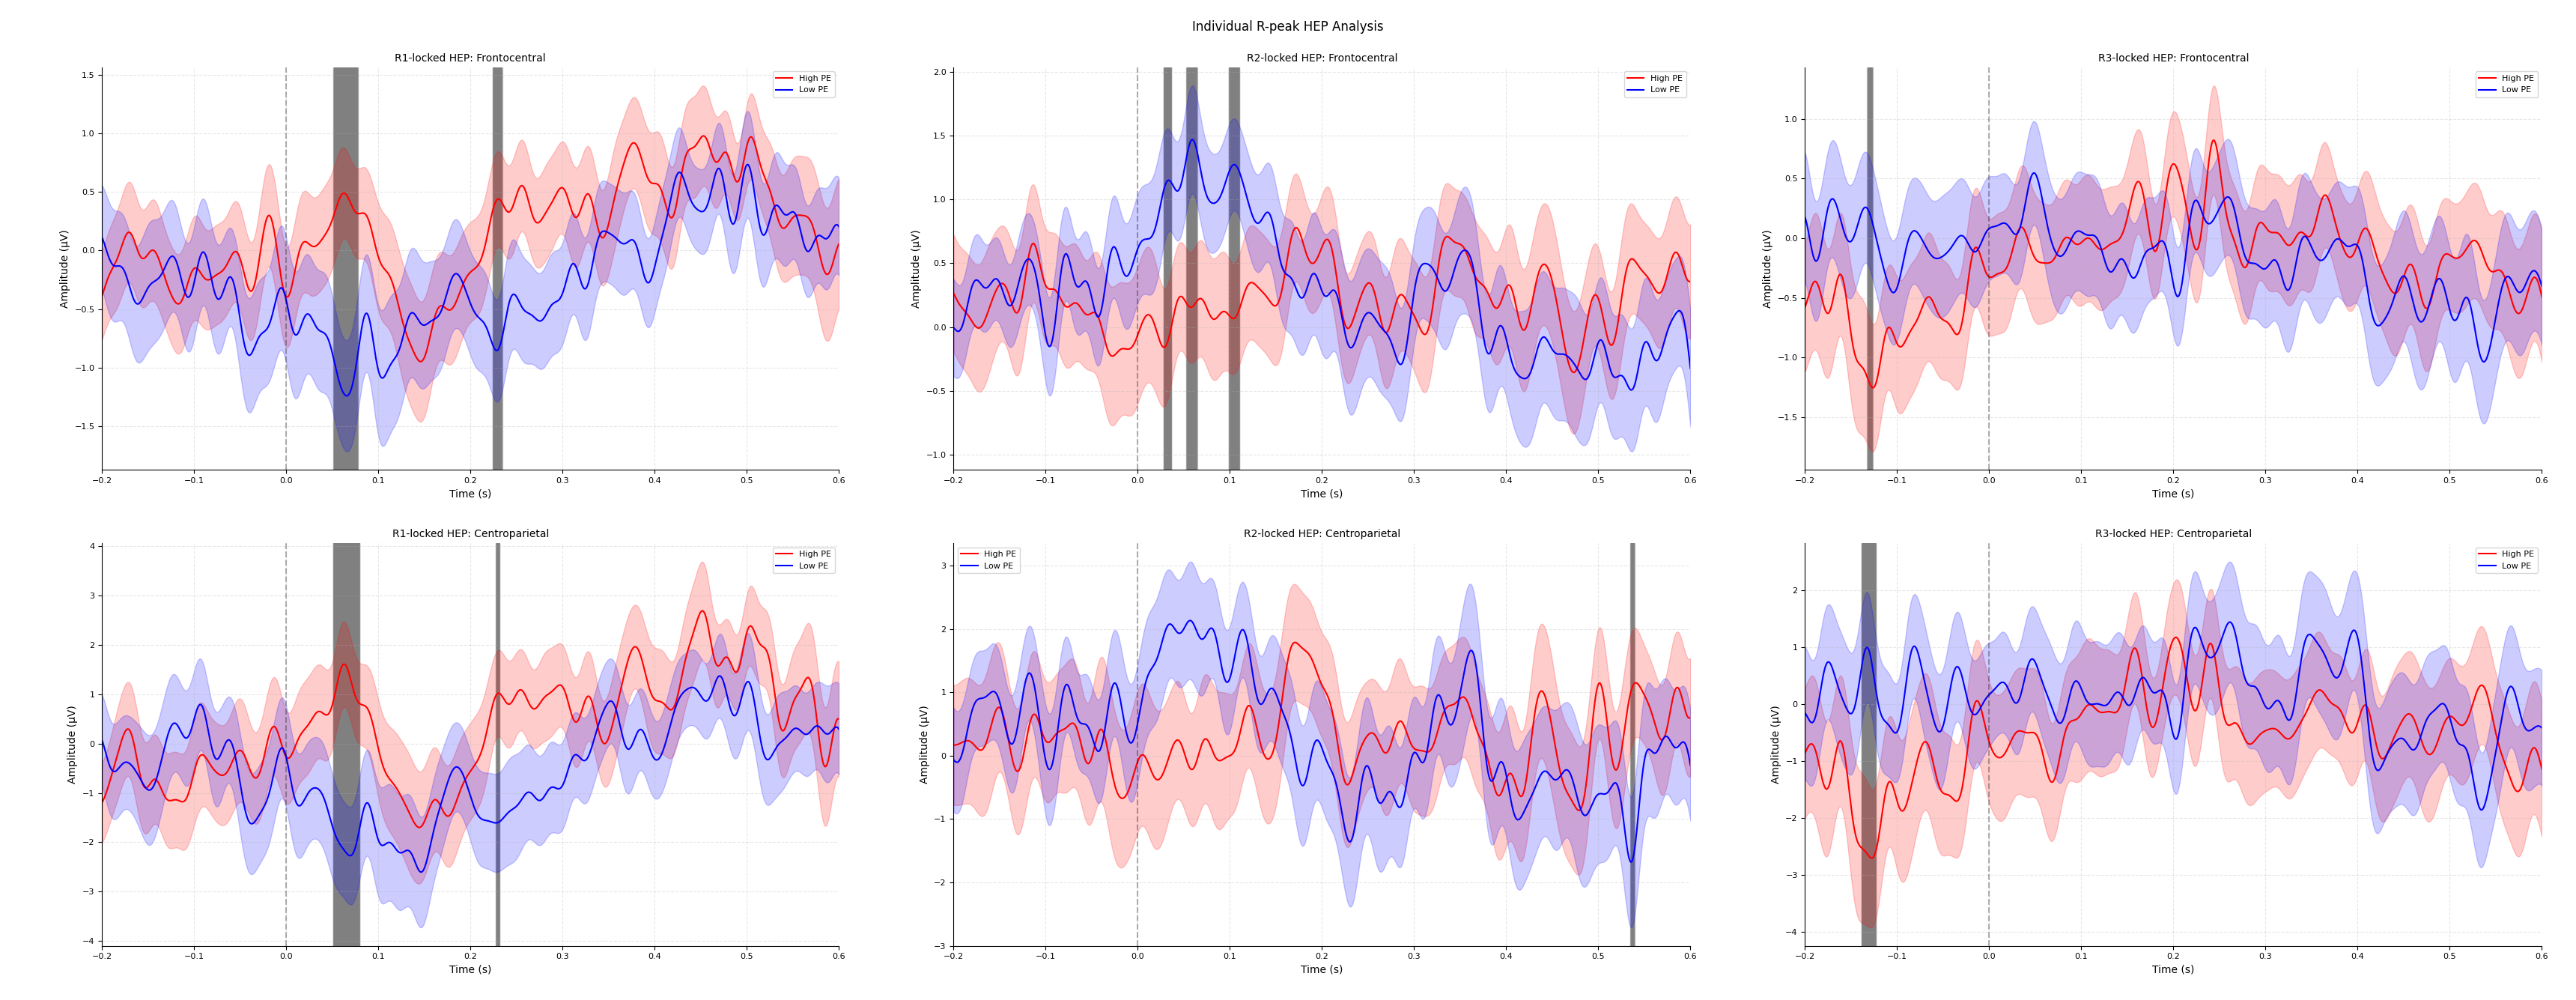 Individual R-peak HEP Analysis
R1-locked HEP: Frontocentral
1.5
1.0
0.5
0.0
−0.5
−1.0
−1.5
Amplitude (µV)
High PE
Low PE
−0.2 −0.1 0.0 0.1 0.2 0.3 0.4 0.5 0.6
Time (s)
R2-locked HEP: Frontocentral
2.0
1.5
1.0
0.5
0.0
−0.5
−1.0
Amplitude (µV)
High PE
Low PE
−0.2 −0.1 0.0 0.1 0.2 0.3 0.4 0.5 0.6
Time (s)
R3-locked HEP: Frontocentral
1.0
0.5
0.0
−0.5
−1.0
−1.5
Amplitude (µV)
High PE
Low PE
−0.2 −0.1 0.0 0.1 0.2 0.3 0.4 0.5 0.6
Time (s)
R1-locked HEP: Centroparietal
4
3
2
1
0
−1
−2
−3
−4
Amplitude (µV)
High PE
Low PE
−0.2 −0.1 0.0 0.1 0.2 0.3 0.4 0.5 0.6
Time (s)
R2-locked HEP: Centroparietal
3
2
1
0
−1
−2
−3
Amplitude (µV)
High PE
Low PE
−0.2 −0.1 0.0 0.1 0.2 0.3 0.4 0.5 0.6
Time (s)
R3-locked HEP: Centroparietal
2
1
0
−1
−2
−3
−4
Amplitude (µV)
High PE
Low PE
−0.2 −0.1 0.0 0.1 0.2 0.3 0.4 0.5 0.6
Time (s)